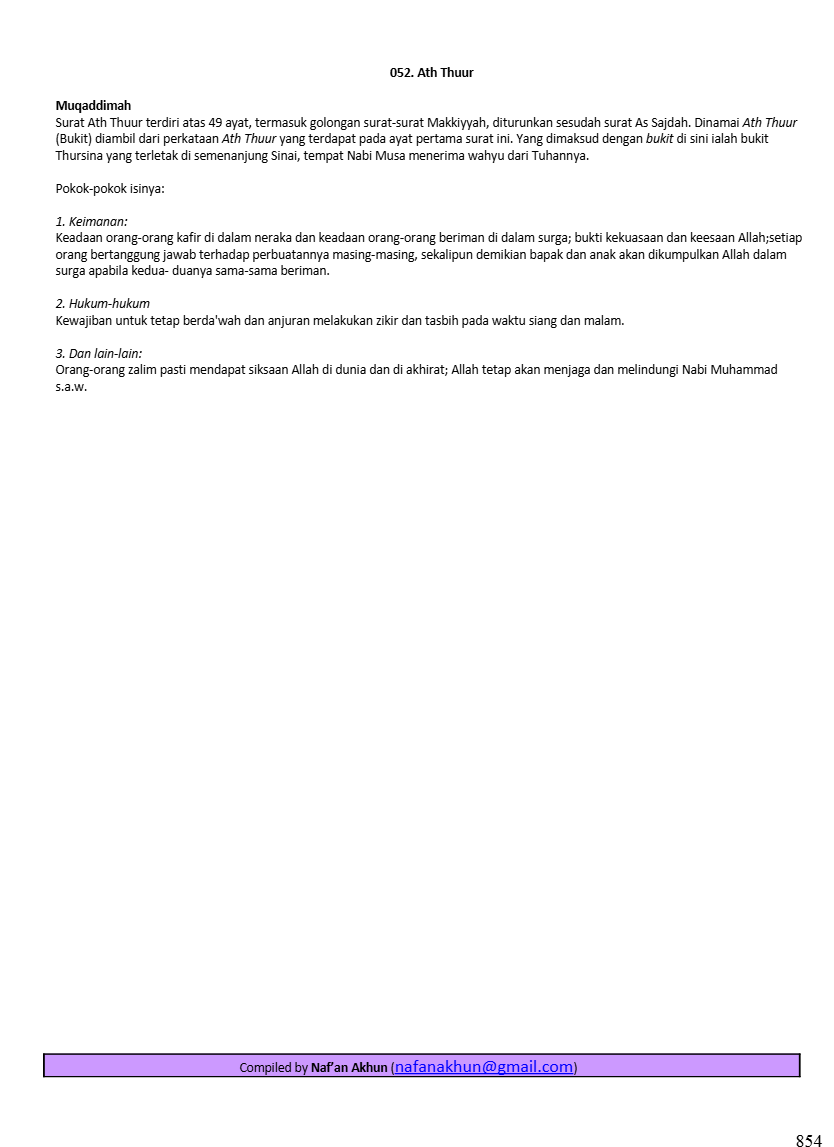 052. Ath Thuur
Muqaddimah
Surat Ath Thuur terdiri atas 49 ayat, termasuk golongan surat-surat Makkiyyah, diturunkan sesudah surat As Sajdah. Dinamai Ath Thuur
(Bukit) diambil dari perkataan Ath Thuur yang terdapat pada ayat pertama surat ini. Yang dimaksud dengan bukit di sini ialah bukit
Thursina yang terletak di semenanjung Sinai, tempat Nabi Musa menerima wahyu dari Tuhannya.
Pokok-pokok isinya:
1. Keimanan:
Keadaan orang-orang kafir di dalam neraka dan keadaan orang-orang beriman di dalam surga; bukti kekuasaan dan keesaan Allah;setiap
orang bertanggung jawab terhadap perbuatannya masing-masing, sekalipun demikian bapak dan anak akan dikumpulkan Allah dalam
surga apabila kedua- duanya sama-sama beriman.
2. Hukum-hukum
Kewajiban untuk tetap berda'wah dan anjuran melakukan zikir dan tasbih pada waktu siang dan malam.
3. Dan lain-lain:
Orang-orang zalim pasti mendapat siksaan Allah di dunia dan di akhirat; Allah tetap akan menjaga dan melindungi Nabi Muhammad
s.a.w.
Compiled by Naf’an Akhun (nafanakhun@gmail.com)
854